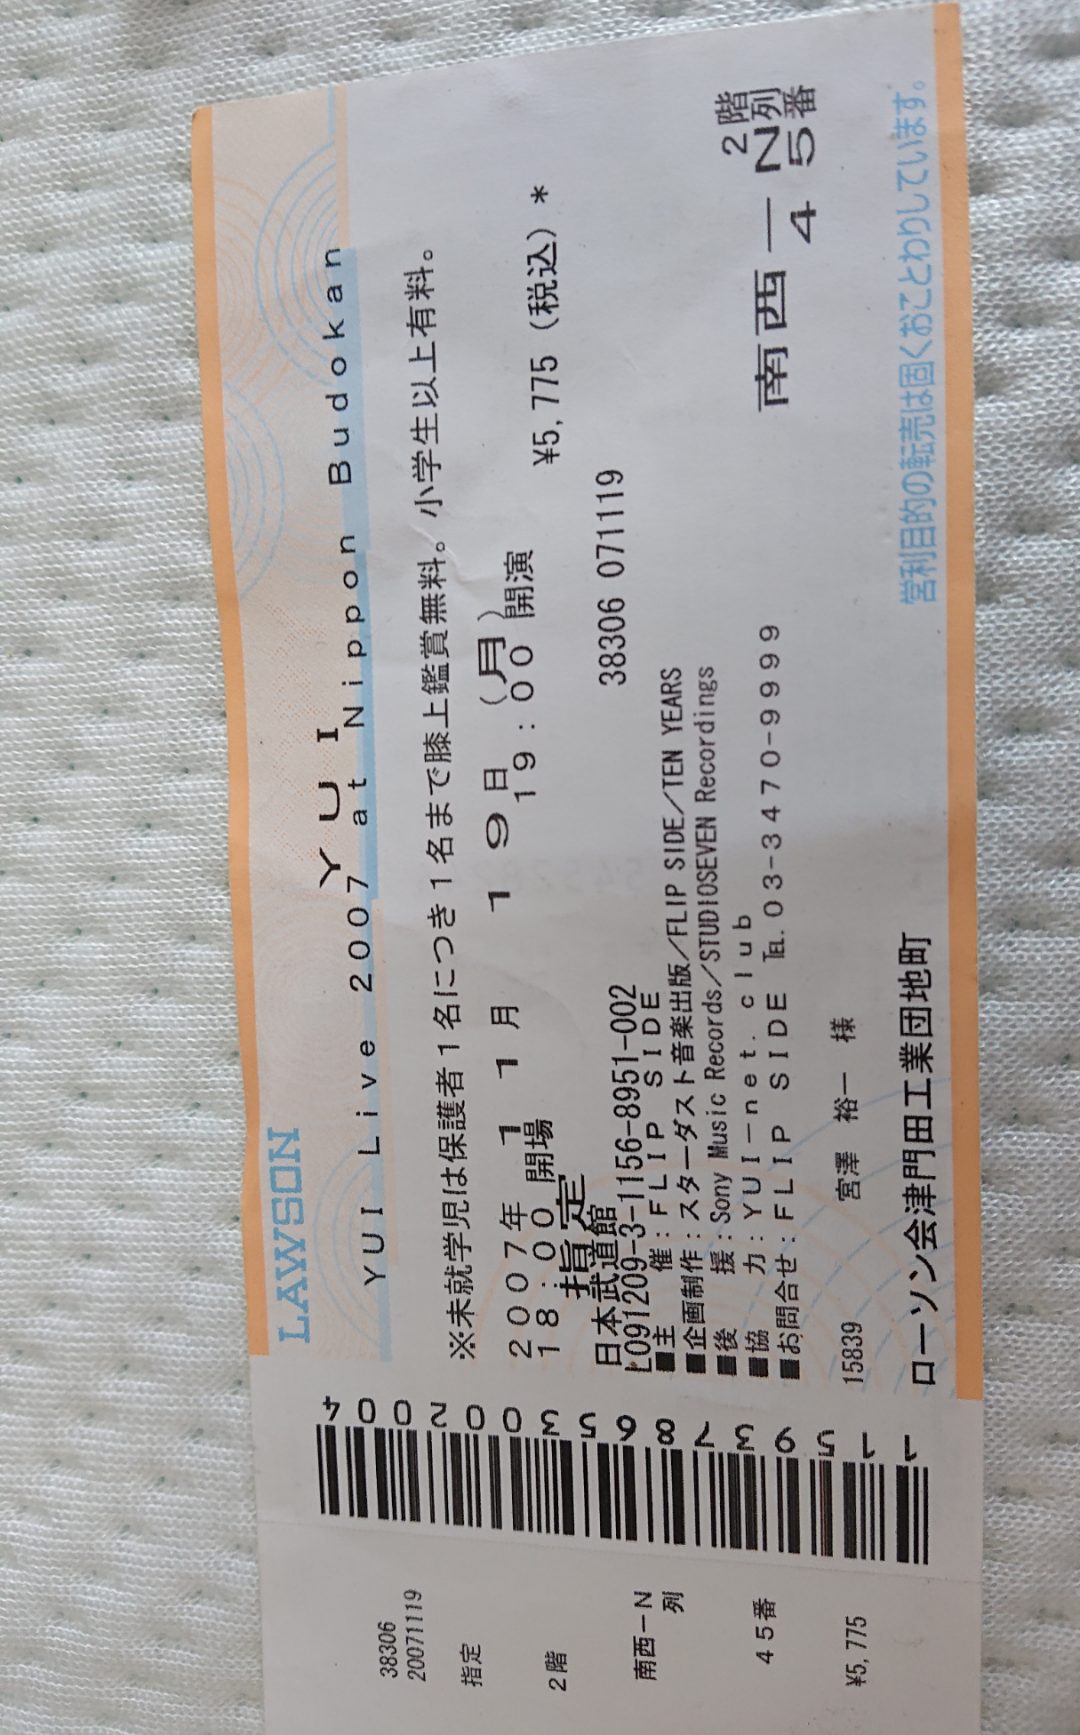 LAWSON
YUI
YUI Live 2007 at Nippon Budokan
※未就学児は保護者1名につき1名まで膝上鑑賞無料。小学生以上有料。
2007年 11月 19日 (月)
18:00 開場 19:00 開演
指定 ¥5,775 (税込) *
日本武道館 38306 071119
L091209-3-1156-8951-002
■主 催:FLIP SIDE
■企画制作:スターダスト音楽出版/FLIP SIDE/TEN YEARS
■後 援:Sony Music Records/STUDIOSEVEN Recordings
■協 力:YUI-net.club
■お問合せ:FLIP SIDE ℡.03-3470-9999
2階
南西-N列
45番
15839 宮澤 裕一 様
ローソン会津門田工業団地町
営利目的の転売は固くおことわりしています。
4002003568739511
38306
20071119
指定
2階
南西-N
列
45番
¥5,775